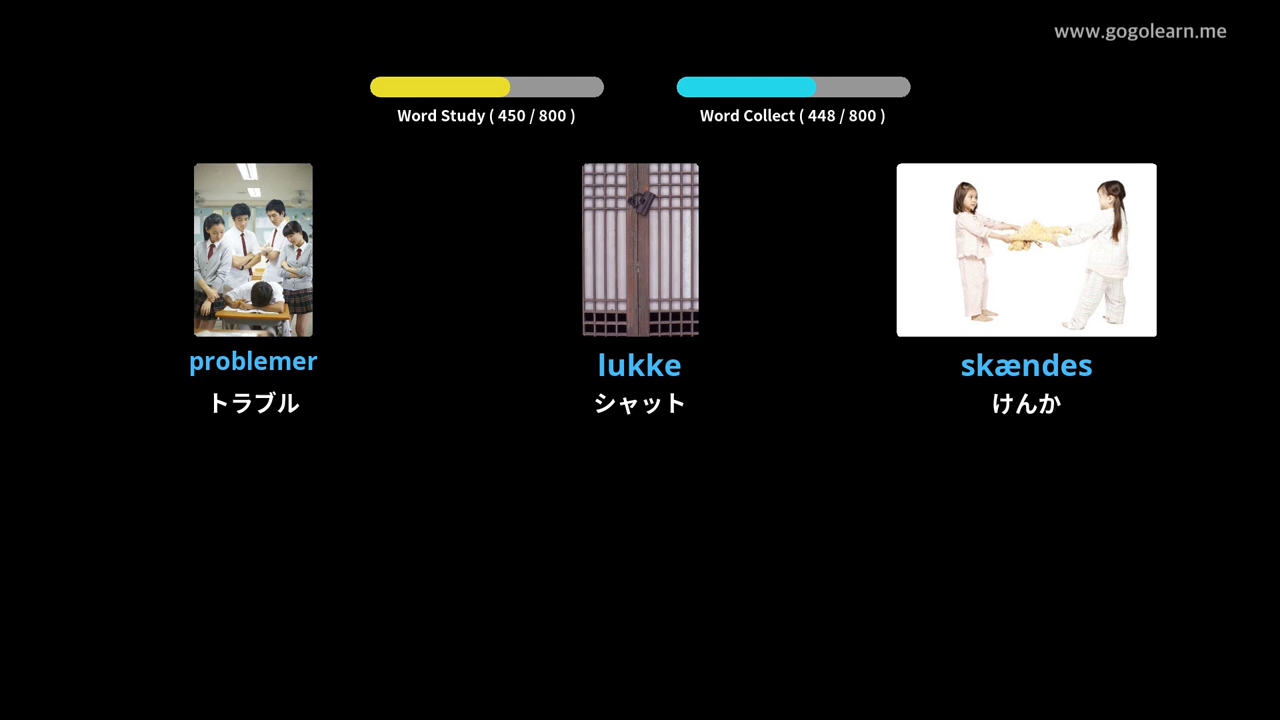 www.gogolearn.me
Word Study ( 450 / 800 )
Word Collect ( 448 / 800 )
problemer
トラブル
lukke
シャット
skændes
けんか